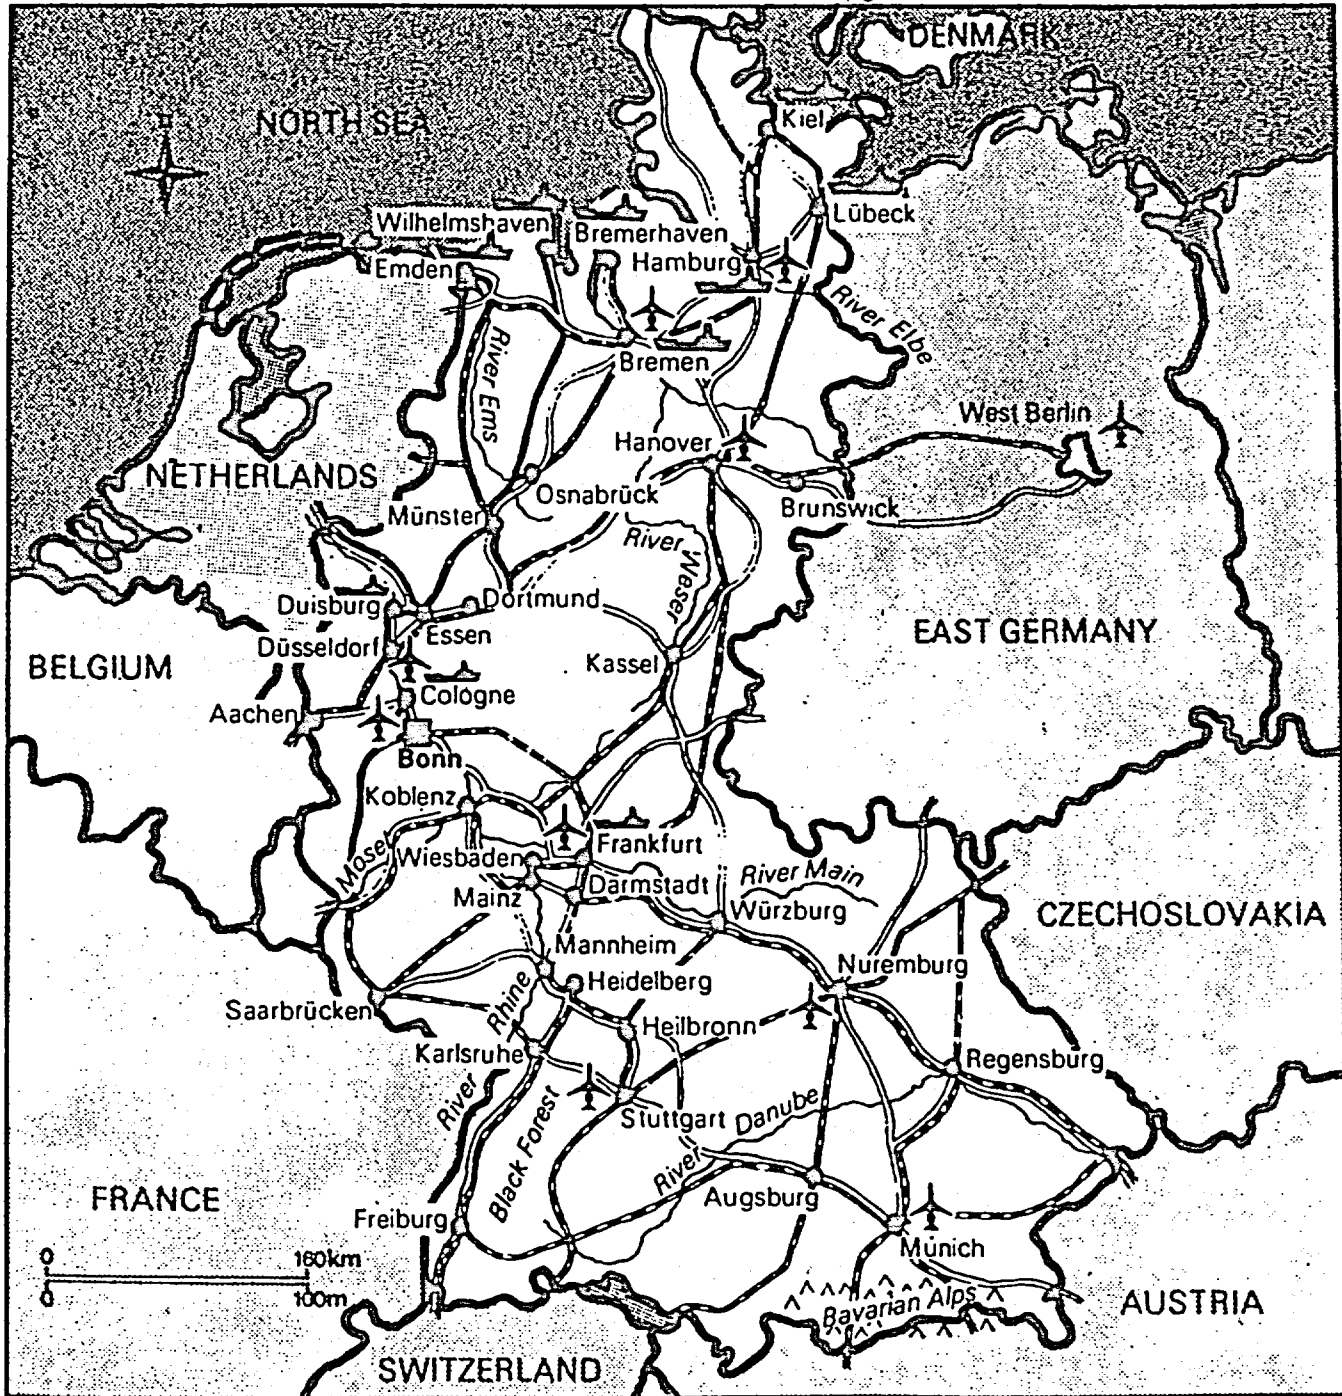 DENMARK
NORTH SEA
Kiel
Lübeck
Wilhelmshaven
Bremerhaven
Emden
Hamburg
River Elbe
River Ems
Bremen
West Berlin
Hanover
NETHERLANDS
Osnabrück
Brunswick
Münster
River Weser
Duisburg
Dortmund
Essen
Düsseldorf
EAST GERMANY
BELGIUM
Kassel
Cologne
Aachen
Bonn
Koblenz
Frankfurt
Mosel
Wiesbaden
River Main
Mainz
Darmstadt
Würzburg
CZECHOSLOVAKIA
Mannheim
Nuremburg
Heidelberg
Saarbrücken
River Rhine
Heilbronn
Karlsruhe
Regensburg
Stuttgart
River Danube
Black Forest
FRANCE
Augsburg
Freiburg
Munich
0 160km
0 100m
Bavarian Alps
AUSTRIA
SWITZERLAND